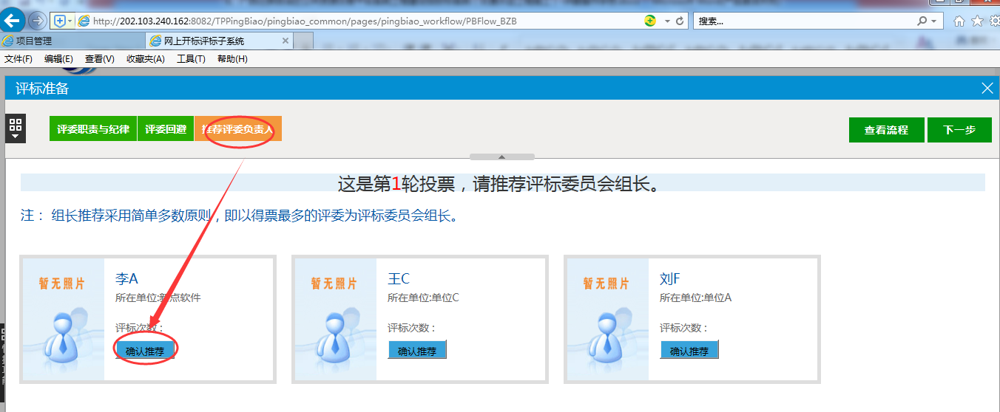 http://202.103.240.162:8082/TPPingBiao/pingbiao_common/pages/pingbiao_workflow/PBFlow_BZB
搜索...
项目管理
网上开标评标子系统
文件(F) 编辑(E) 查看(V) 收藏夹(A) 工具(T) 帮助(H)
评标准备
评委职责与纪律 评委回避 推荐评委负责人 查看流程 下一步
这是第1轮投票，请推荐评标委员会组长。
注： 组长推荐采用简单多数原则，即以得票最多的评委为评标委员会组长。
暂无照片
李A
所在单位:新点软件
评标次数：
确认推荐
暂无照片
王C
所在单位:单位C
评标次数：
确认推荐
暂无照片
刘F
所在单位:单位A
评标次数：
确认推荐